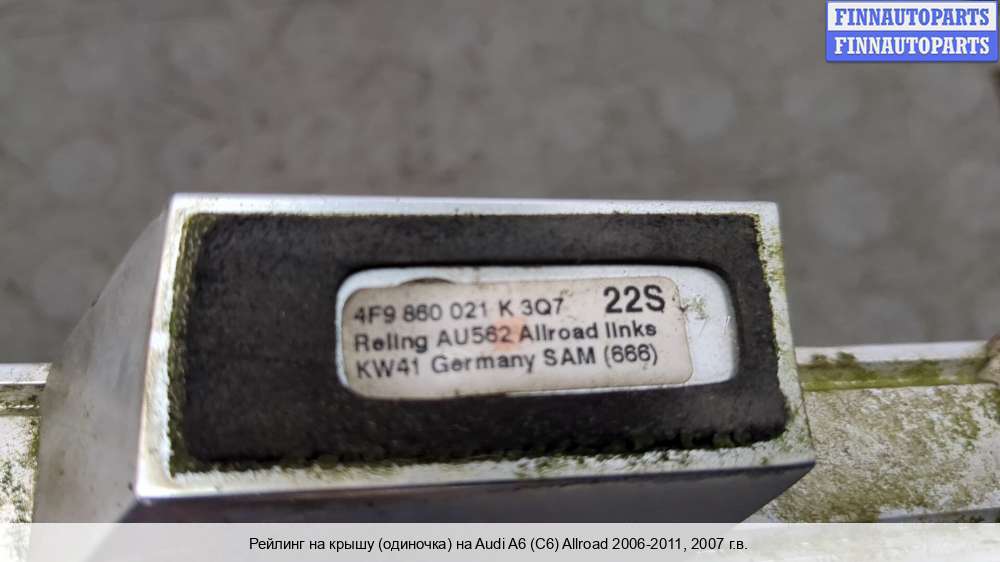 FINNAUTOPARTS
FINNAUTOPARTS
4F9 860 021 K 3Q7 22S
Reling AU562 Allroad links
KW41 Germany SAM (666)
Рейлинг на крышу (одиночка) на Audi A6 (C6) Allroad 2006-2011, 2007 г.в.